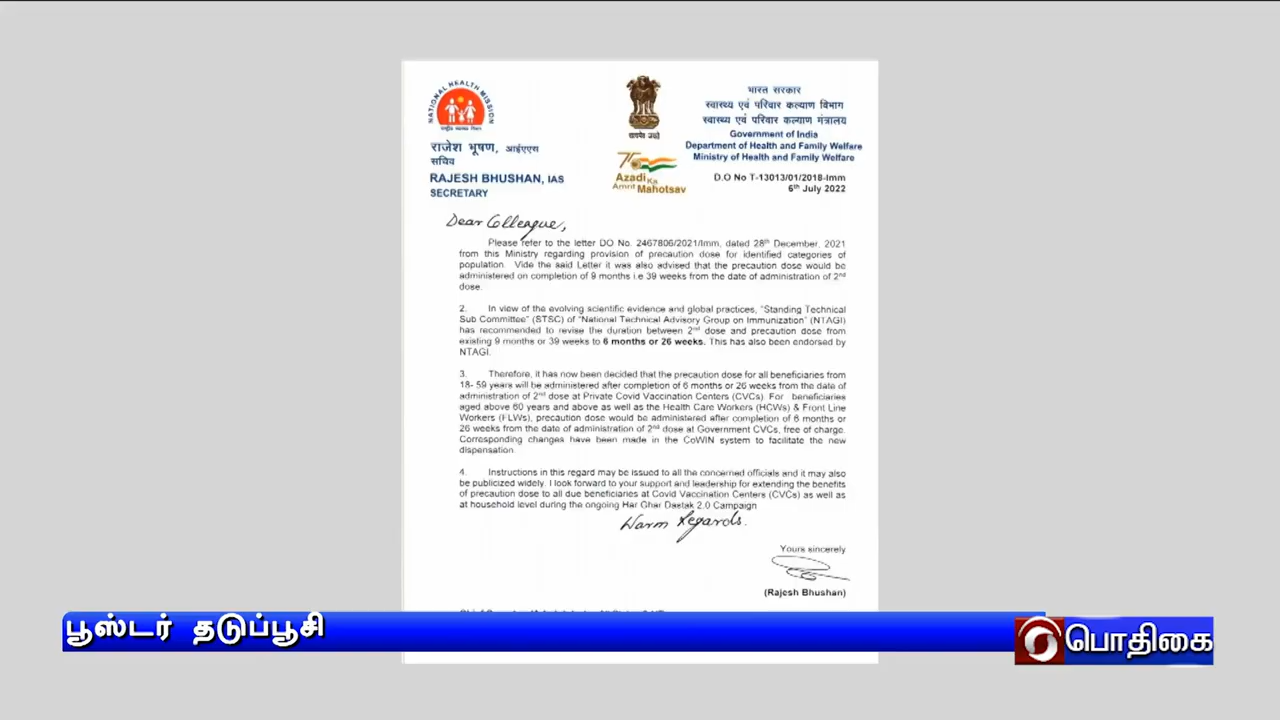 NATIONAL HEALTH MISSION
राष्ट्रीय स्वास्थ्य मिशन
राजेश भूषण, आईएएस
सचिव
RAJESH BHUSHAN, IAS
SECRETARY
सत्यमेव जयते
75
Azadi Ka
Amrit Mahotsav
भारत सरकार
स्वास्थ्य एवं परिवार कल्याण विभाग
स्वास्थ्य एवं परिवार कल्याण मंत्रालय
Government of India
Department of Health and Family Welfare
Ministry of Health and Family Welfare
D.O No T-13013/01/2018-Imm
6th July 2022
Dear Colleague,
Please refer to the letter DO No. 2467806/2021/Imm, dated 28th December, 2021
from this Ministry regarding provision of precaution dose for identified categories of
population. Vide the said Letter it was also advised that the precaution dose would be
administered on completion of 9 months i.e 39 weeks from the date of administration of 2nd
dose.
2. In view of the evolving scientific evidence and global practices, "Standing Technical
Sub Committee" (STSC) of "National Technical Advisory Group on Immunization" (NTAGI)
has recommended to revise the duration between 2nd dose and precaution dose from
existing 9 months or 39 weeks to 6 months or 26 weeks. This has also been endorsed by
NTAGI.
3. Therefore, it has now been decided that the precaution dose for all beneficiaries from
18- 59 years will be administered after completion of 6 months or 26 weeks from the date of
administration of 2nd dose at Private Covid Vaccination Centers (CVCs). For beneficiaries
aged above 60 years and above as well as the Health Care Workers (HCWs) & Front Line
Workers (FLWs), precaution dose would be administered after completion of 6 months or
26 weeks from the date of administration of 2nd dose at Government CVCs, free of charge.
Corresponding changes have been made in the CoWIN system to facilitate the new
dispensation.
4. Instructions in this regard may be issued to all the concerned officials and it may also
be publicized widely. I look forward to your support and leadership for extending the benefits
of precaution dose to all due beneficiaries at Covid Vaccination Centers (CVCs) as well as
at household level during the ongoing Har Ghar Dastak 2.0 Campaign
Warm Regards.
Yours sincerely
(Rajesh Bhushan)
பூஸ்டர் தடுப்பூசி
பொதிகை